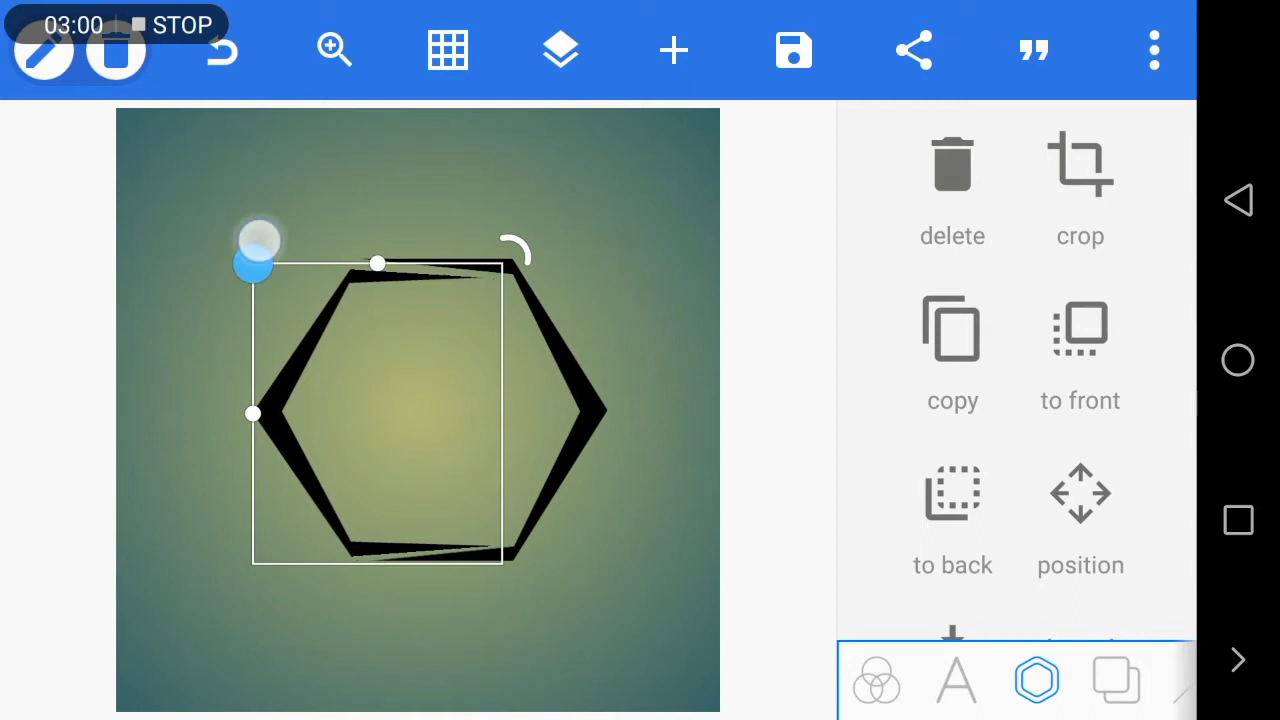 03:00 STOP
delete crop
copy to front
to back position